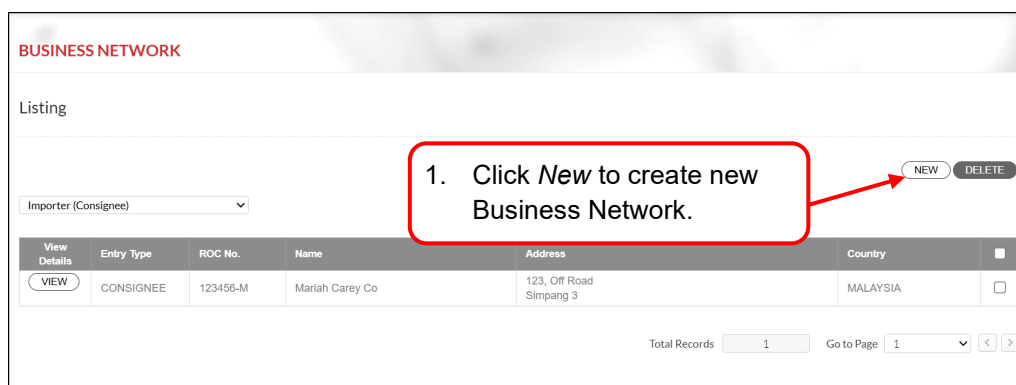 BUSINESS NETWORK
Listing
1. Click New to create new
Business Network.
NEW DELETE
Importer (Consignee)
View
Details Entry Type ROC No. Name Address Country
VIEW CONSIGNEE 123456-M Mariah Carey Co 123, Off Road
Simpang 3 MALAYSIA
Total Records 1 Go to Page 1 < >